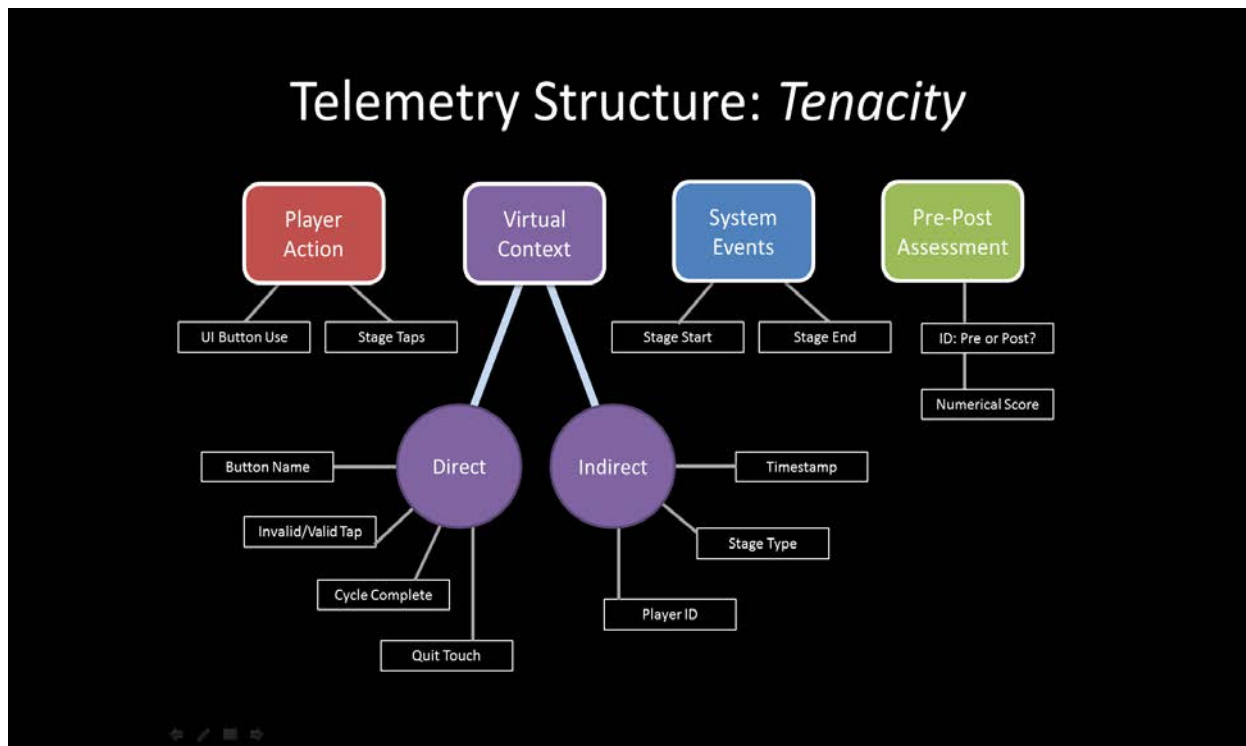 Telemetry Structure: Tenacity
Player
Action
Virtual
Context
System
Events
Pre-Post
Assessment
UI Button Use
Stage Taps
Stage Start
Stage End
ID: Pre or Post?
Numerical Score
Direct
Indirect
Button Name
Timestamp
Invalid/Valid Tap
Stage Type
Cycle Complete
Player ID
Quit Touch